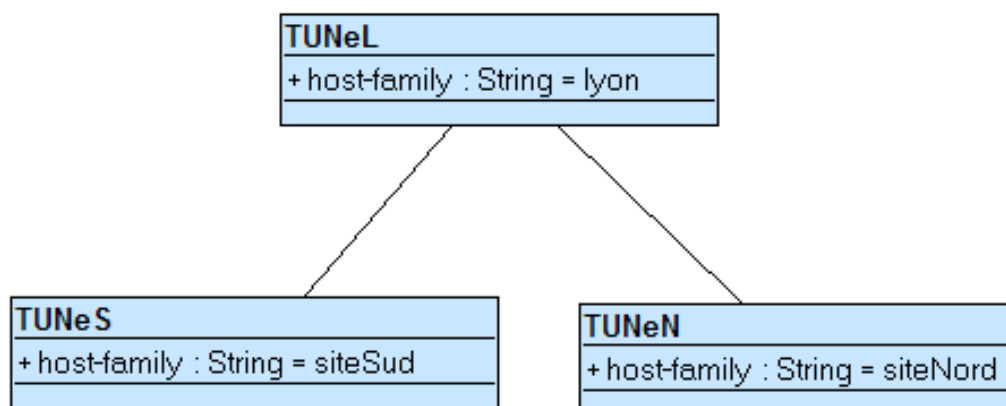 TUNeL
+ host-family : String = lyon
TUNeS
+ host-family : String = siteSud
TUNeN
+ host-family : String = siteNord